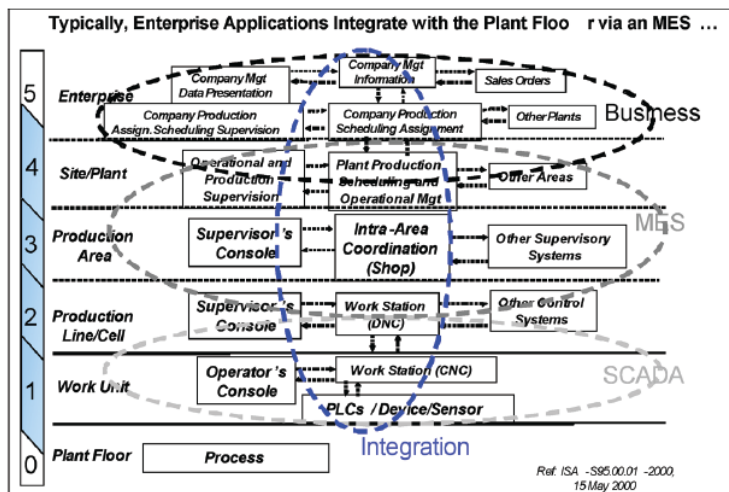 Typically, Enterprise Applications Integrate with the Plant Floo r via an MES ...
5
Enterprise
Company Mgt
Data Presentation
Company Mgt
Information
Sales Orders
Business
Company Production
Assign.Scheduling Supervision
Company Production
Scheduling Assignment
Other Plants
4
Site/Plant
Operational and
Production
Supervision
Plant Production
Scheduling and
Operational Mgt
Other Areas
MES
3
Production
Area
Supervisor's
Console
Intra-Area
Coordination
(Shop)
Other Supervisory
Systems
2
Production
Line/Cell
Supervisor's
Console
Work Station
(DNC)
Other Control
Systems
1
Work Unit
Operator's
Console
Work Station (CNC)
SCADA
PLCs / Device/Sensor
Integration
0
Plant Floor
Process
Ref: ISA -S95.00.01 -2000,
15 May 2000